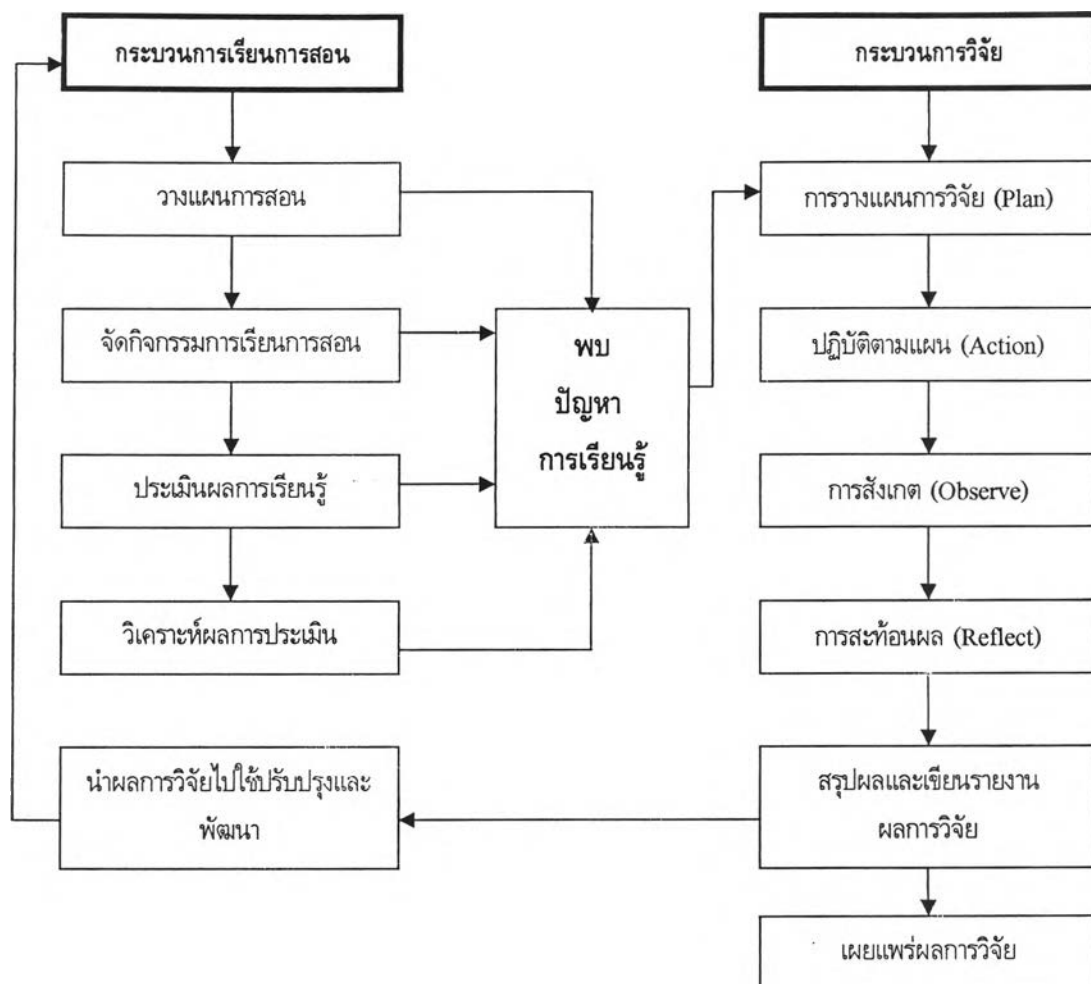 กระบวนการเรียนการสอน
กระบวนการวิจัย
วางแผนการสอน
การวางแผนการวิจัย (Plan)
จัดกิจกรรมการเรียนการสอน
พบ
ปัญหา
การเรียนรู้
ปฏิบัติตามแผน (Action)
ประเมินผลการเรียนรู้
การสังเกต (Observe)
วิเคราะห์ผลการประเมิน
การสะท้อนผล (Reflect)
นำผลการวิจัยไปใช้ปรับปรุงและ
พัฒนา
สรุปผลและเขียนรายงาน
ผลการวิจัย
เผยแพร่ผลการวิจัย